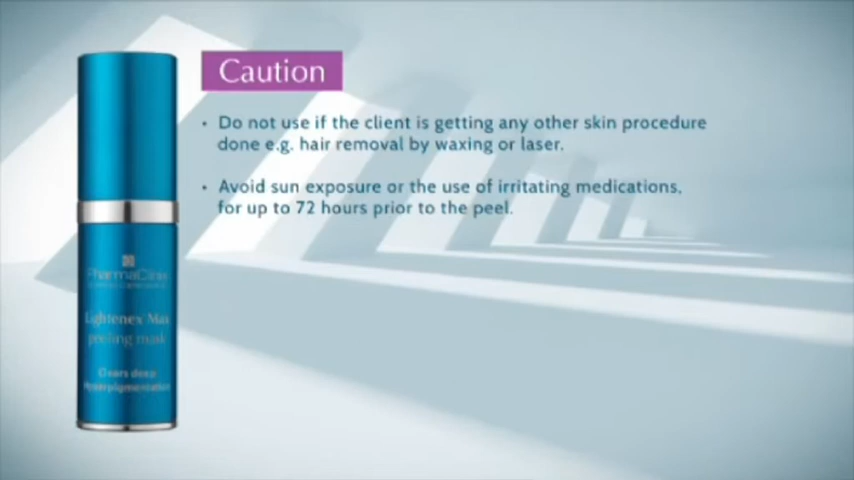 Caution
• Do not use if the client is getting any other skin procedure
done e.g. hair removal by waxing or laser.
• Avoid sun exposure or the use of irritating medications,
for up to 72 hours prior to the peel.
PharmaClinix
Lightenex Max
peeling mask
Clears deep
Hyperpigmentation